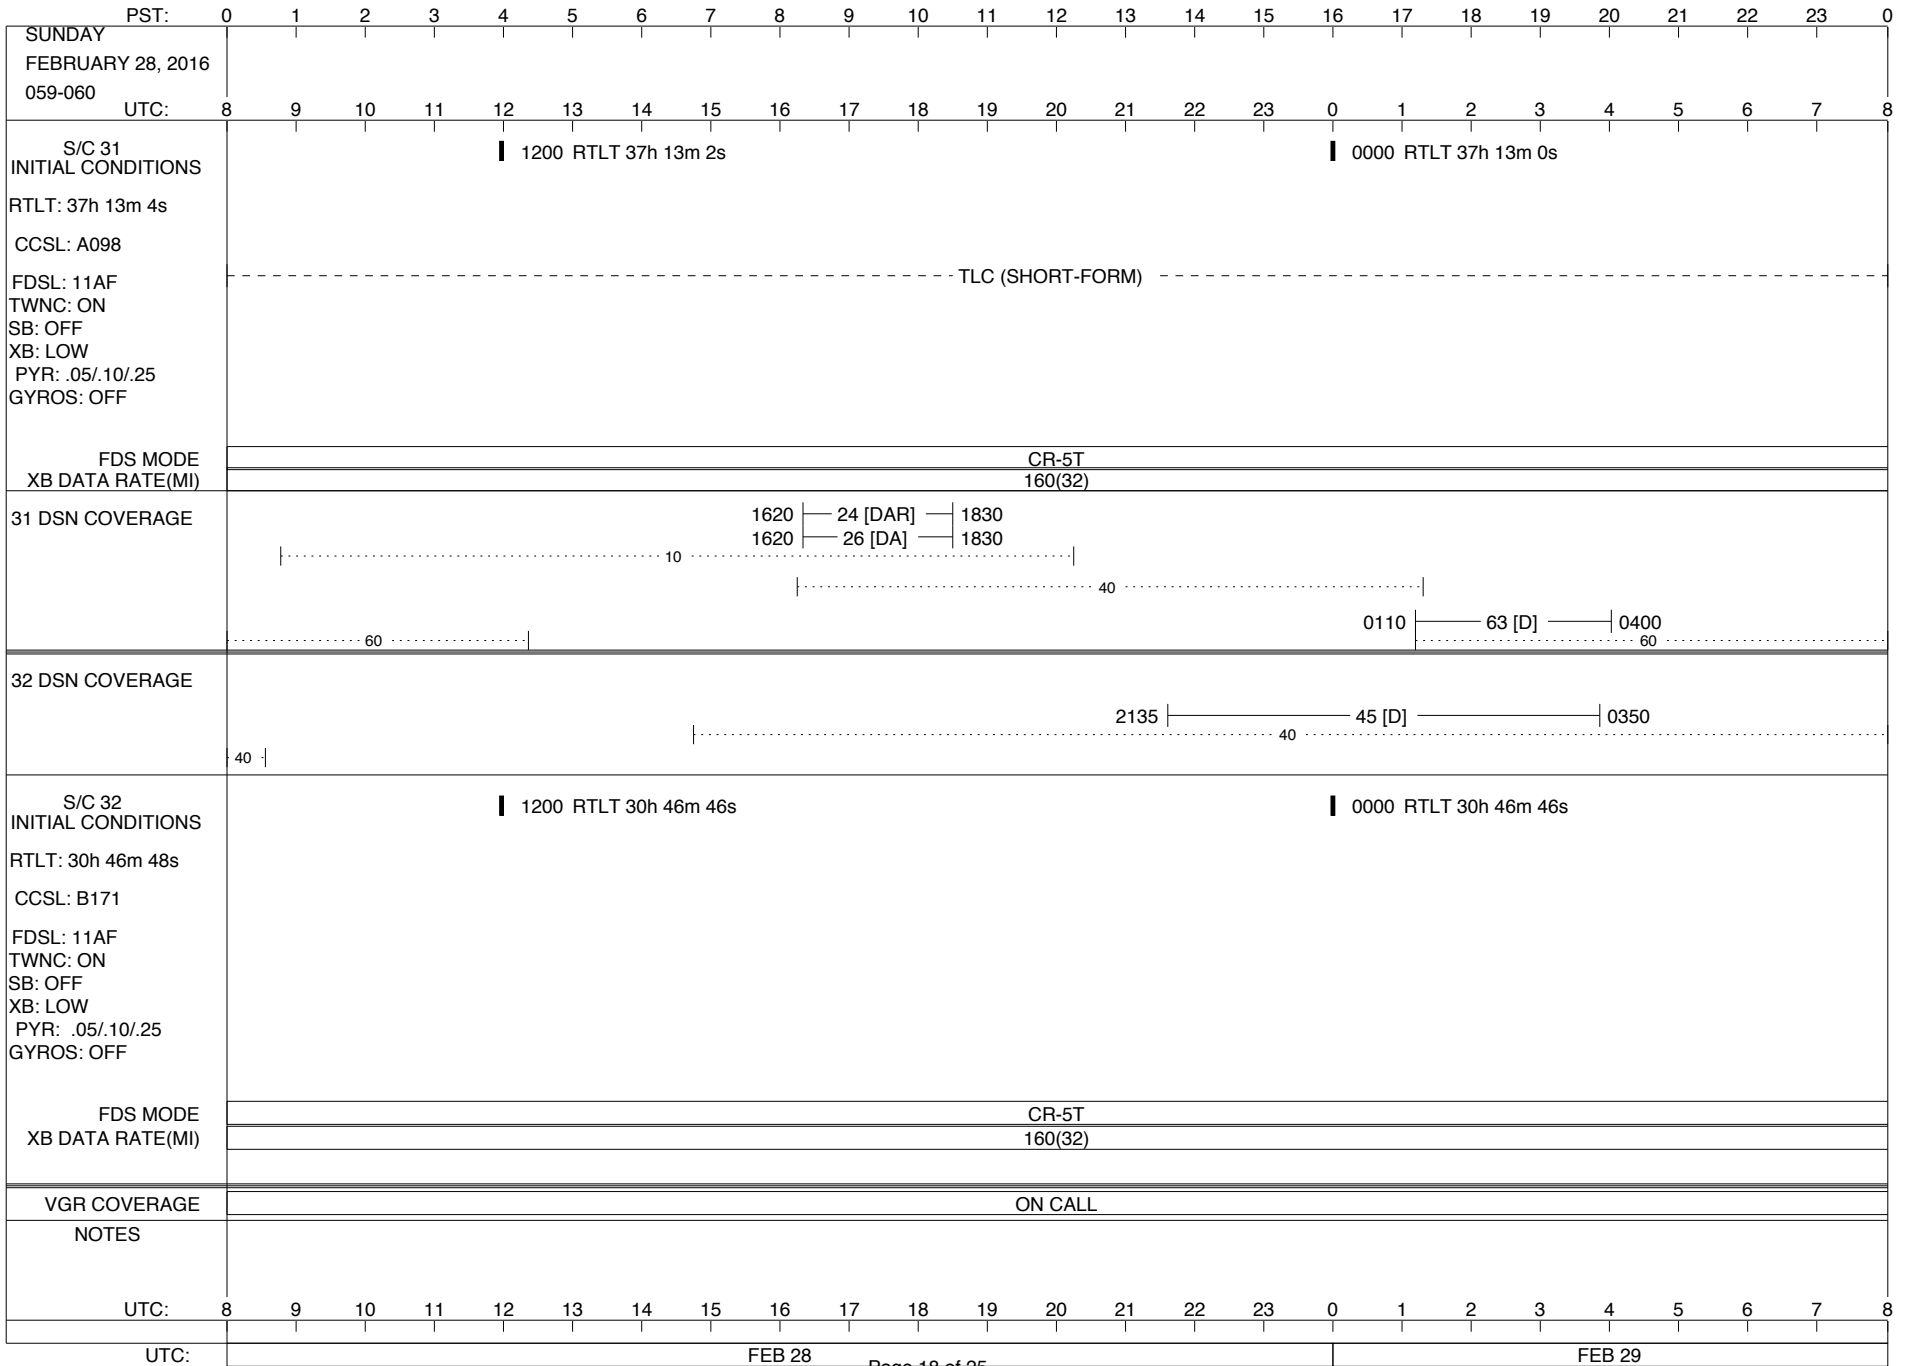 PST: 0 1 2 3 4 5 6 7 8 9 10 11 12 13 14 15 16 17 18 19 20 21 22 23 0
SUNDAY
FEBRUARY 28, 2016
059-060
UTC: 8 9 10 11 12 13 14 15 16 17 18 19 20 21 22 23 0 1 2 3 4 5 6 7 8
S/C 31
INITIAL CONDITIONS
1200 RTLT 37h 13m 2s
0000 RTLT 37h 13m 0s
RTLT: 37h 13m 4s
CCSL: A098
FDSL: 11AF
TLC (SHORT-FORM)
TWNC: ON
SB: OFF
XB: LOW
PYR: .05/.10/.25
GYROS: OFF
FDS MODE CR-5T
XB DATA RATE(MI) 160(32)
31 DSN COVERAGE
1620 24 [DAR] 1830
1620 26 [DA] 1830
10
40
0110 63 [D] 0400
60 60
32 DSN COVERAGE
2135 45 [D] 0350
40
40
S/C 32
INITIAL CONDITIONS
1200 RTLT 30h 46m 46s
0000 RTLT 30h 46m 46s
RTLT: 30h 46m 48s
CCSL: B171
FDSL: 11AF
TWNC: ON
SB: OFF
XB: LOW
PYR: .05/.10/.25
GYROS: OFF
FDS MODE CR-5T
XB DATA RATE(MI) 160(32)
VGR COVERAGE ON CALL
NOTES
UTC: 8 9 10 11 12 13 14 15 16 17 18 19 20 21 22 23 0 1 2 3 4 5 6 7 8
UTC: FEB 28 FEB 29
Page 18 of 25